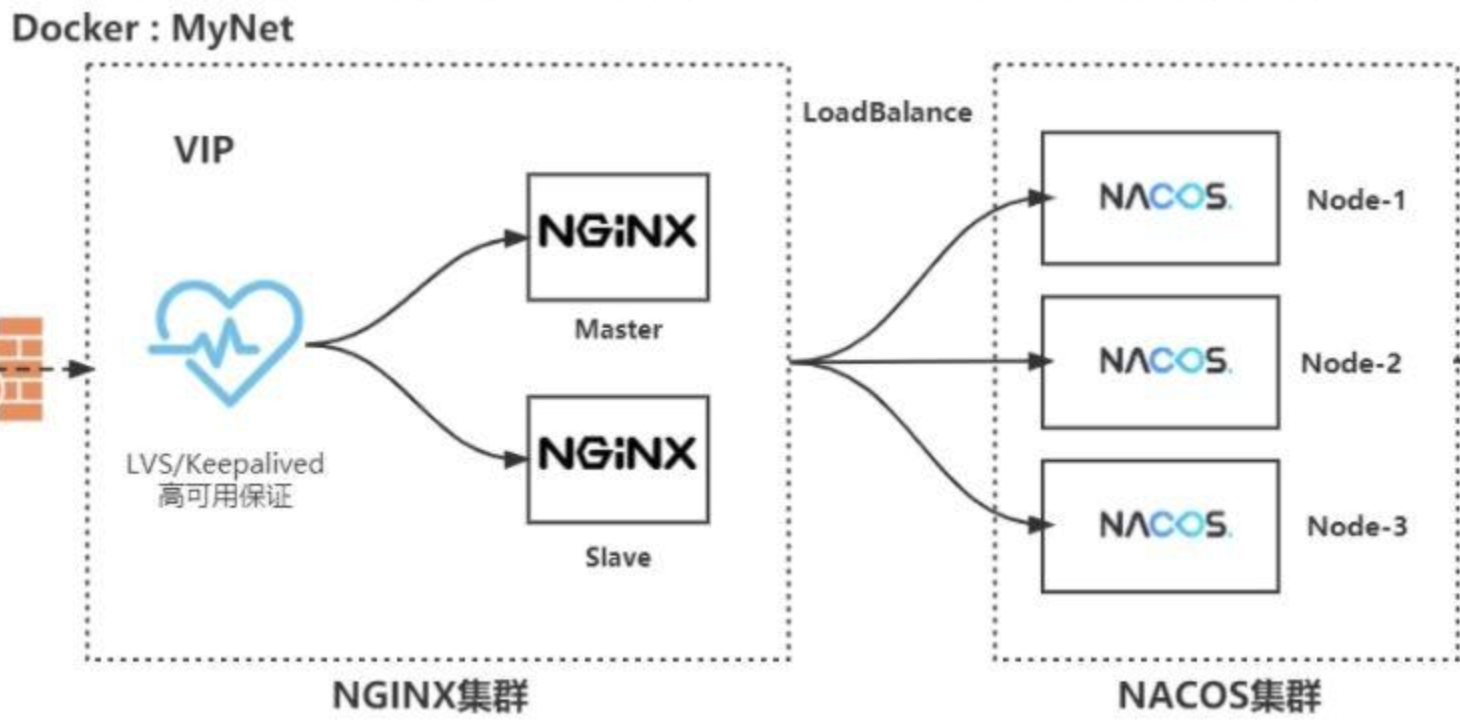 Docker : MyNet
VIP
LoadBalance
NGiNX
Master
NGiNX
Slave
LVS/Keepalived
高可用保证
NACOS.
Node-1
NACOS.
Node-2
NACOS.
Node-3
NGINX集群
NACOS集群